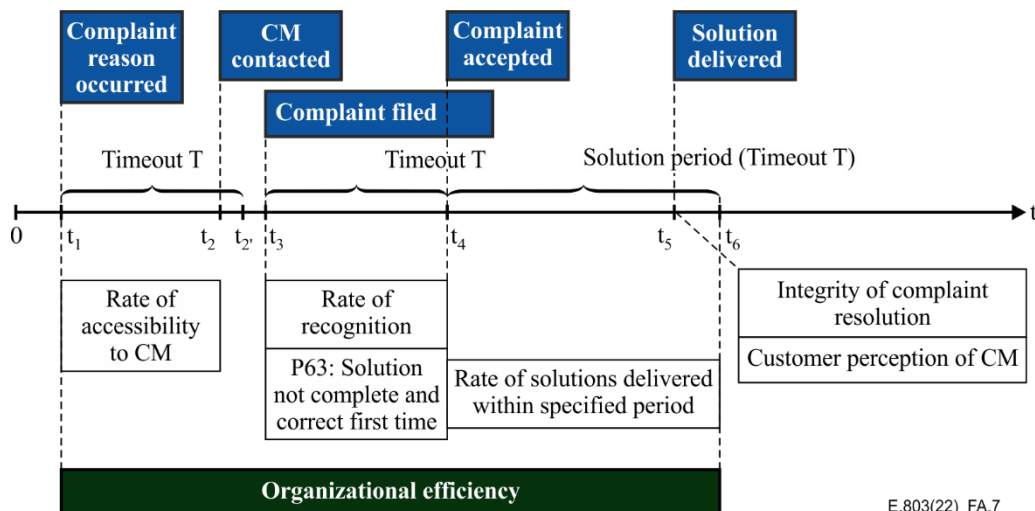 Complaint
reason
occurred
CM
contacted
Complaint
accepted
Solution
delivered
Complaint filed
Timeout T
Timeout T
Solution period (Timeout T)
0
t1
t2
t2'
t3
t4
t5
t6
t
Rate of
accessibility
to CM
Rate of
recognition
P63: Solution
not complete and
correct first time
Rate of solutions delivered
within specified period
Integrity of complaint
resolution
Customer perception of CM
Organizational efficiency
E.803(22)_FA.7